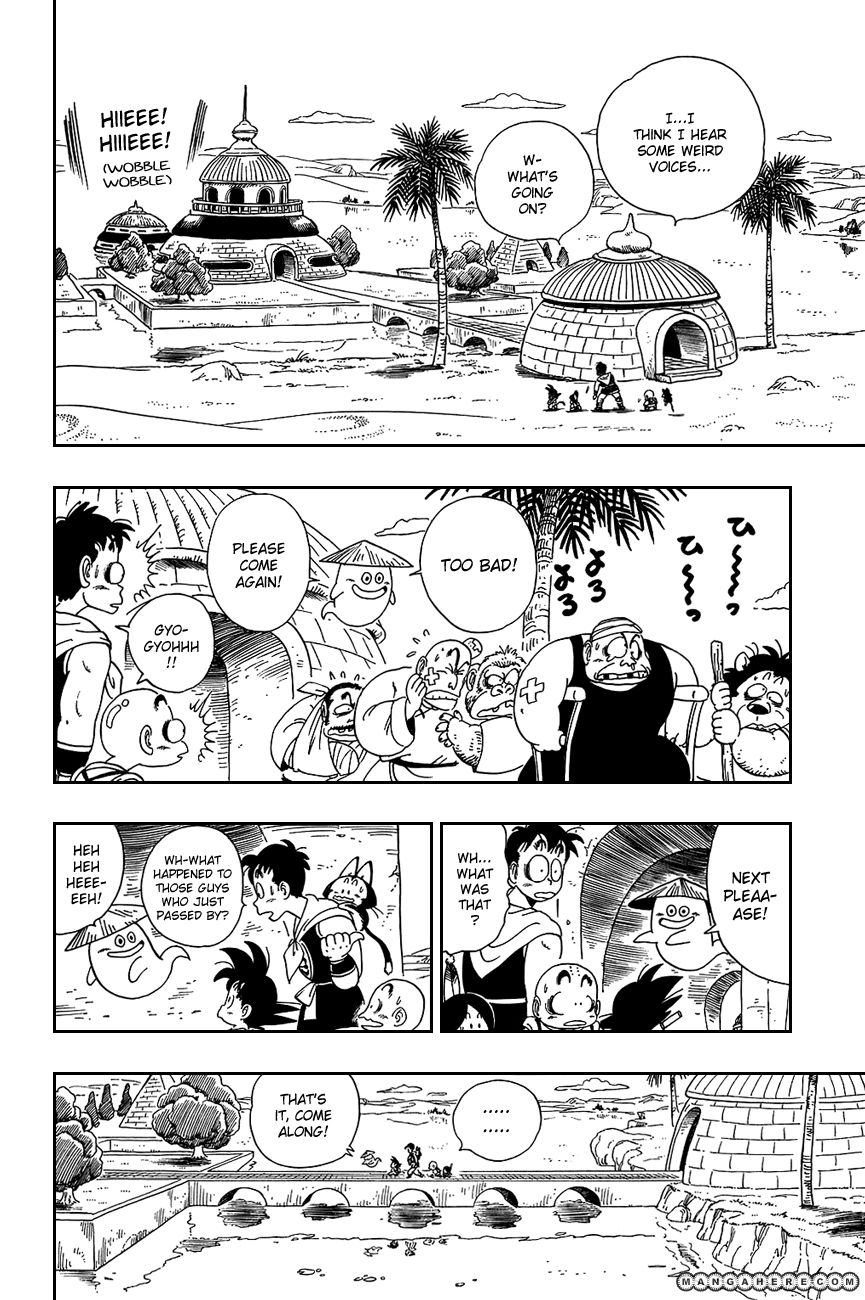 HIIEEE!
HIIIEEE!
(WOBBLE
WOBBLE)
W-
WHAT'S
GOING
ON?
I...I
THINK I HEAR
SOME WEIRD
VOICES...
GYO-
GYOHHH
!!
PLEASE
COME
AGAIN!
TOO BAD!
よろ
よろ
ひ〜〜〜っ
ひ〜〜〜っ
HEH
HEH
HEEE-
EEH!
WH-WHAT
HAPPENED TO
THOSE GUYS
WHO JUST
PASSED BY?
WH...
WHAT
WAS
THAT
?
NEXT
PLEAA-
ASE!
THAT'S
IT, COME
ALONG!
.....
.....
MANGAHERE.COM